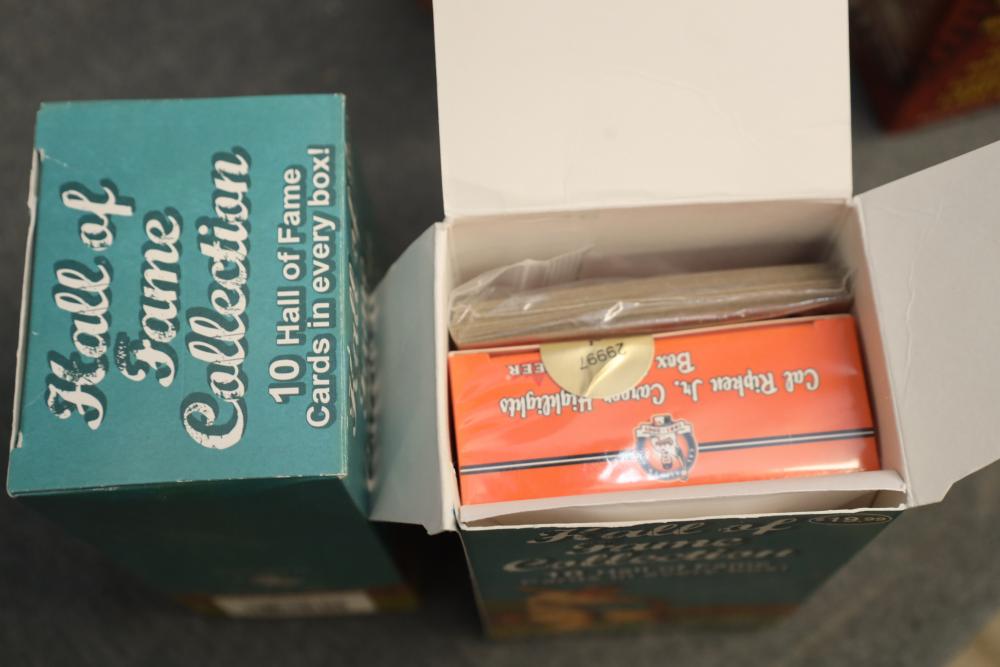 Hall of
Fame
Collection
10 Hall of Fame
Cards in every box!
Cal Ripken Jr. Career Highlights
Box
29997
Hall of
Fame
Collection
$19.99